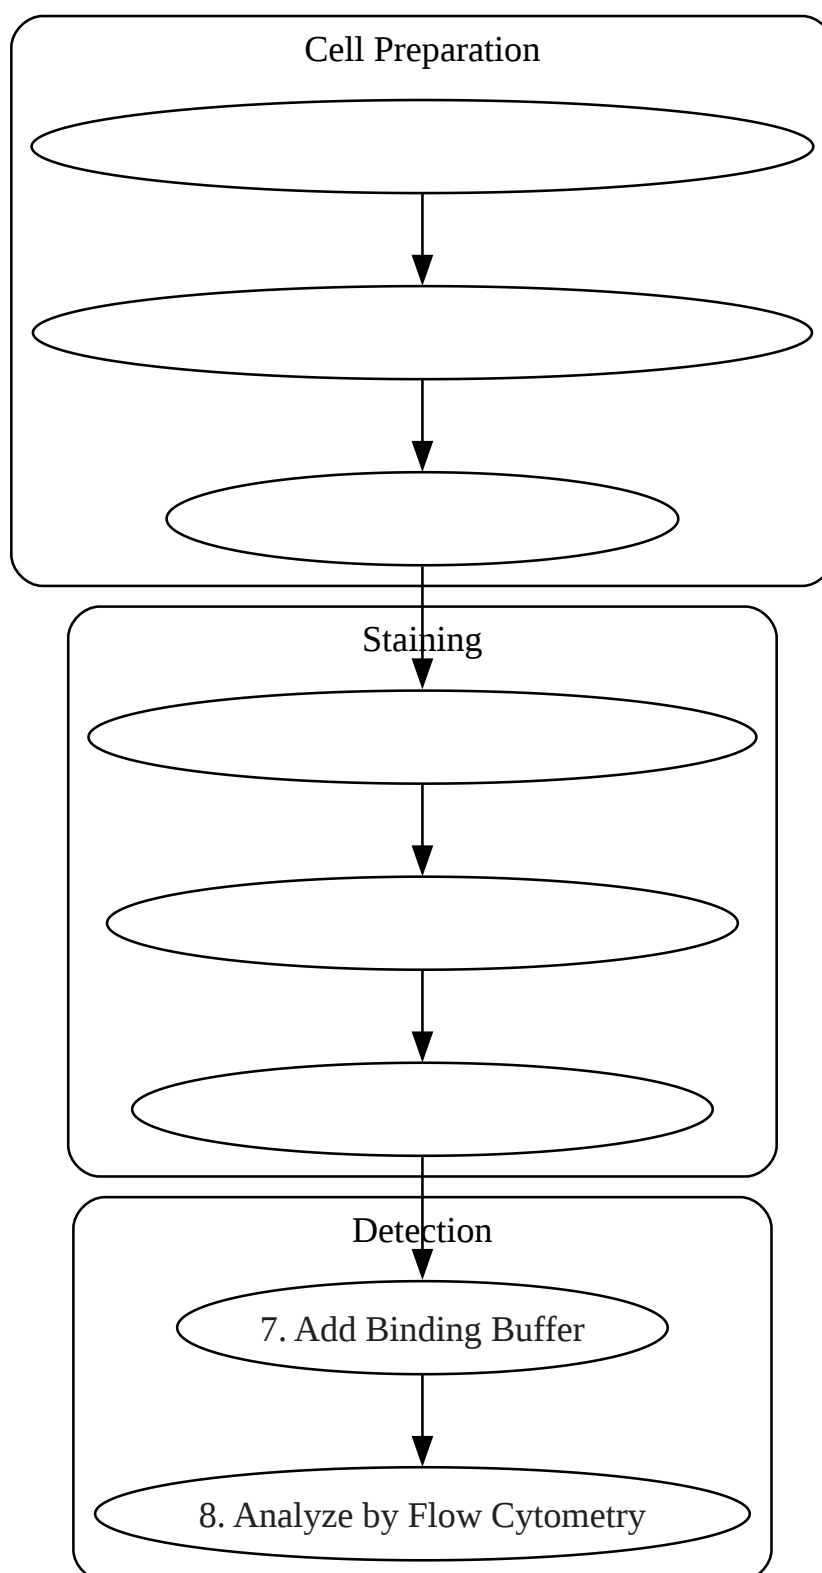 Cell Preparation
Staining
Detection
7. Add Binding Buffer
8. Analyze by Flow Cytometry